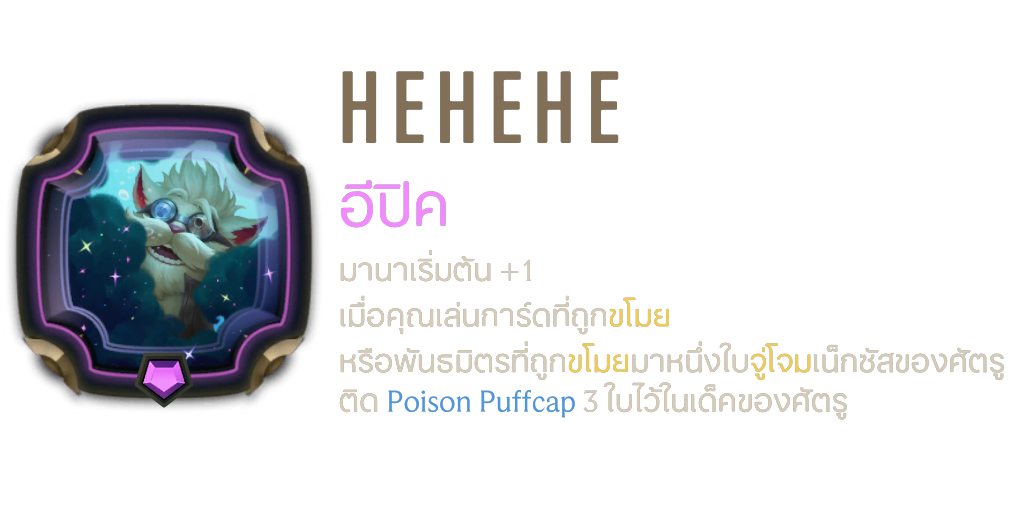 HEHEHE
อีปิค
มานาเริ่มต้น +1
เมื่อคุณเล่นการ์ดที่ถูกขโมย
หรือพันธมิตรที่ถูกขโมยมาหนึ่งใบจู่โจมเน็กซัสของศัตรู
ติด Poison Puffcap 3 ใบไว้ในเด็คของศัตรู